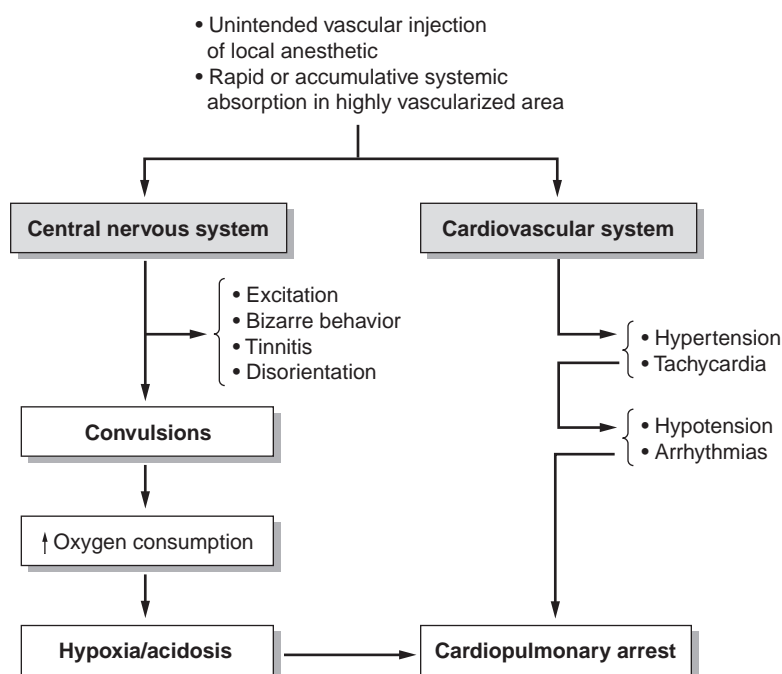 • Unintended vascular injection
of local anesthetic
• Rapid or accumulative systemic
absorption in highly vascularized area
Central nervous system
Cardiovascular system
• Excitation
• Bizarre behavior
• Tinnitis
• Disorientation
• Hypertension
• Tachycardia
Convulsions
• Hypotension
• Arrhythmias
↑ Oxygen consumption
Hypoxia/acidosis
Cardiopulmonary arrest